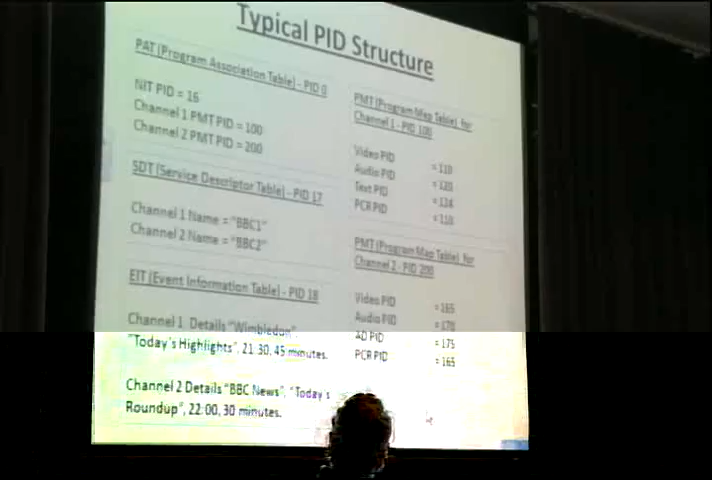 Typical PID Structure
PAT (Program Association Table) - PID 0
NIT PID = 16
Channel 1 PMT PID = 100
Channel 2 PMT PID = 200
SDT (Service Descriptor Table) - PID 17
Channel 1 Name = "BBC1"
Channel 2 Name = "BBC2"
EIT (Event Information Table) - PID 18
Channel 1 Details "Wimbledon",
"Today's Highlights", 21:30, 45 minutes.
Channel 2 Details "BBC News", "Today's
Roundup", 22:00, 30 minutes.
PMT (Program Map Table) for
Channel 1 - PID 100
Video PID = 110
Audio PID = 120
Text PID = 124
PCR PID = 110
PMT (Program Map Table) for
Channel 2 - PID 200
Video PID = 165
Audio PID = 170
AD PID = 175
PCR PID = 165